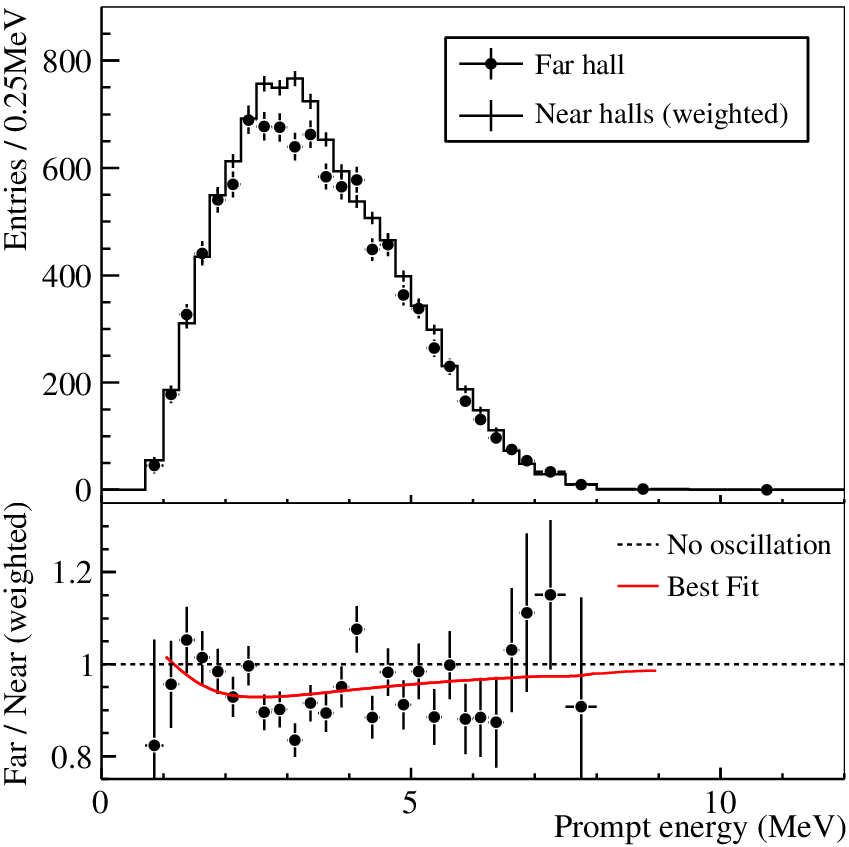 Entries / 0.25MeV
800
600
400
200
0
Far hall
Near halls (weighted)
Far / Near (weighted)
1.2
1
0.8
No oscillation
Best Fit
0
5
10
Prompt energy (MeV)